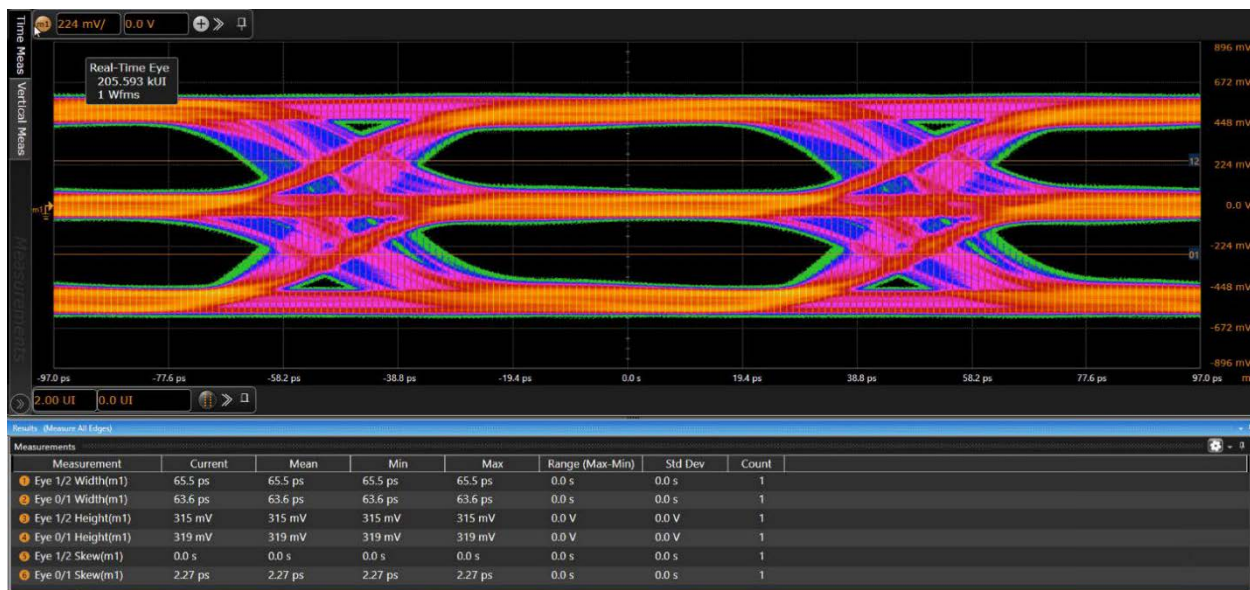 Time Meas
Vertical Meas
Measurements
m1 224 mV/ 0.0 V
Real-Time Eye
205.593 kUI
1 Wfms
896 mV
672 mV
448 mV
12
224 mV
m1
0.0 V
01
-224 mV
-448 mV
-672 mV
-896 mV
-97.0 ps -77.6 ps -58.2 ps -38.8 ps -19.4 ps 0.0 s 19.4 ps 38.8 ps 58.2 ps 77.6 ps 97.0 ps m
2.00 UI 0.0 UI
Results (Measure All Edges)
Measurements
Measurement Current Mean Min Max Range (Max-Min) Std Dev Count
1 Eye 1/2 Width(m1) 65.5 ps 65.5 ps 65.5 ps 65.5 ps 0.0 s 0.0 s 1
2 Eye 0/1 Width(m1) 63.6 ps 63.6 ps 63.6 ps 63.6 ps 0.0 s 0.0 s 1
3 Eye 1/2 Height(m1) 315 mV 315 mV 315 mV 315 mV 0.0 V 0.0 V 1
4 Eye 0/1 Height(m1) 319 mV 319 mV 319 mV 319 mV 0.0 V 0.0 V 1
5 Eye 1/2 Skew(m1) 0.0 s 0.0 s 0.0 s 0.0 s 0.0 s 0.0 s 1
6 Eye 0/1 Skew(m1) 2.27 ps 2.27 ps 2.27 ps 2.27 ps 0.0 s 0.0 s 1